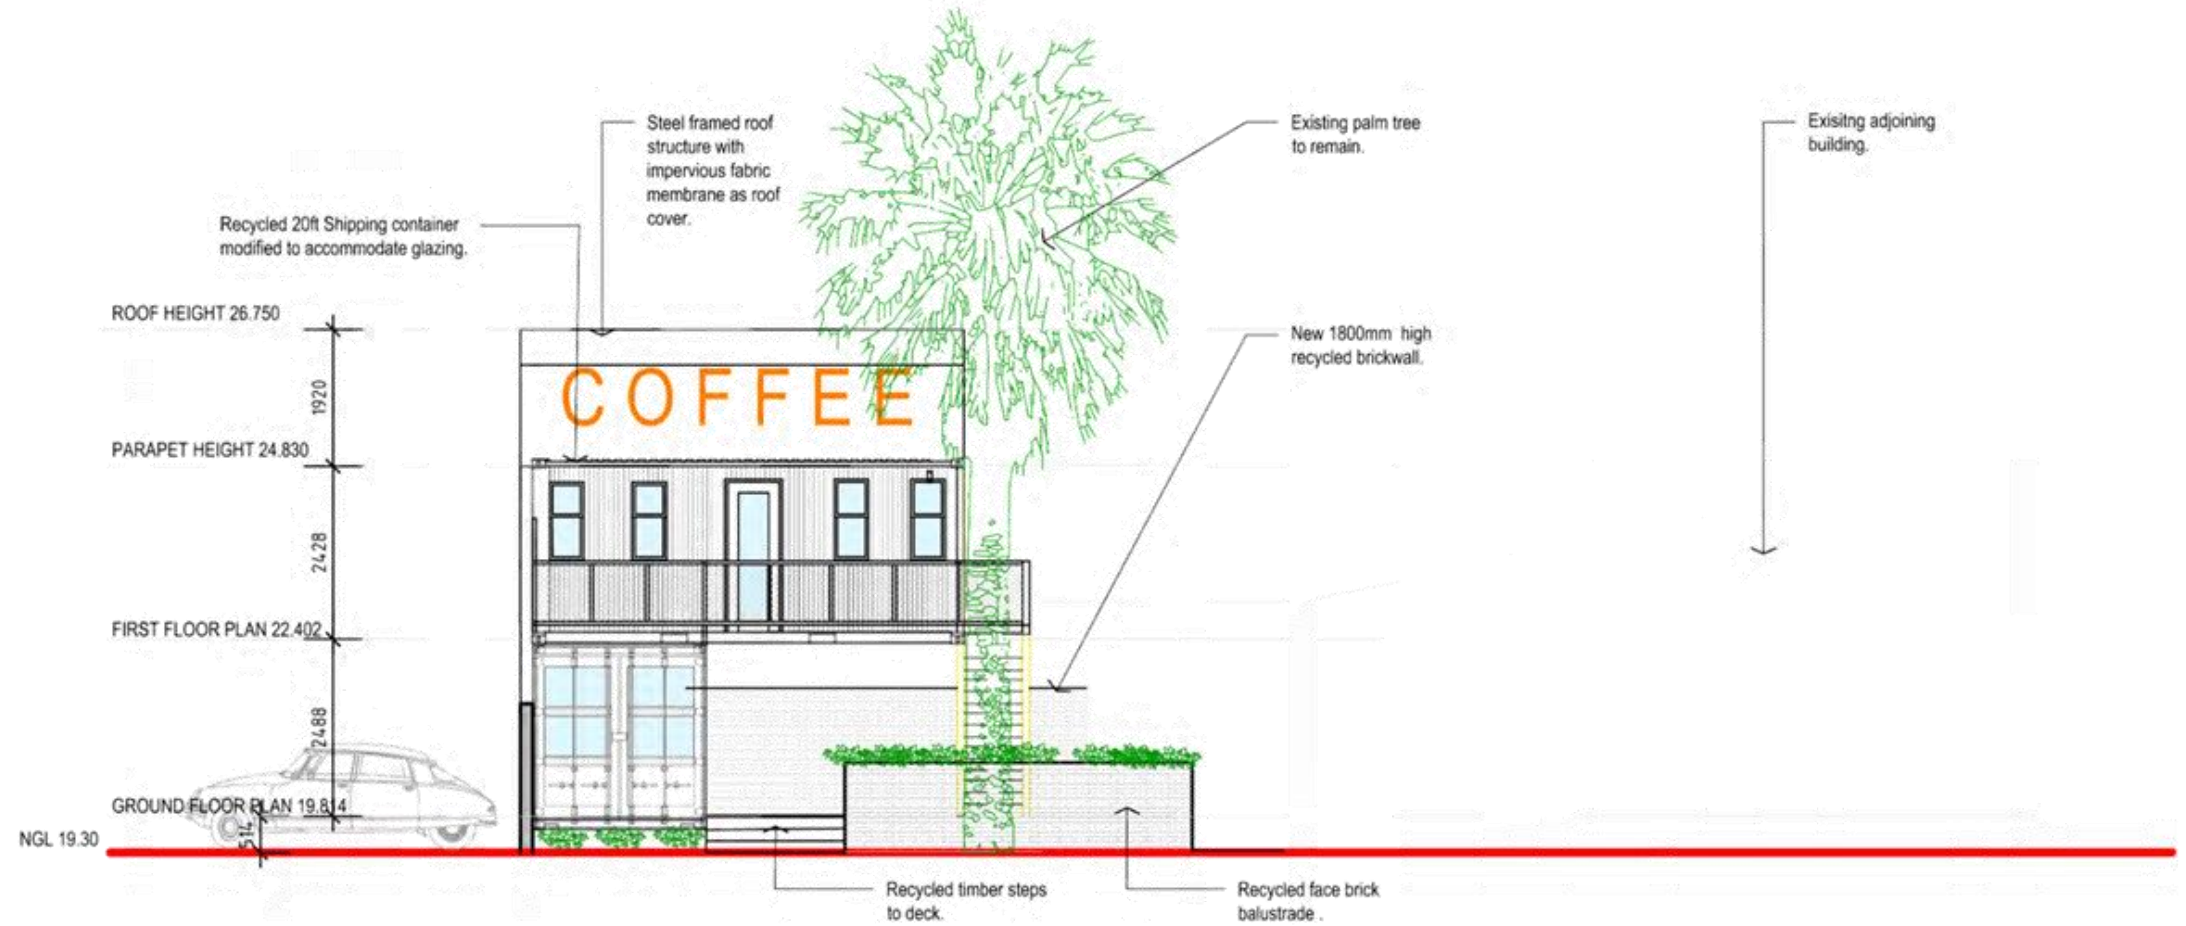 Steel framed roof
structure with
impervious fabric
membrane as roof
cover.
Existing palm tree
to remain.
Exisitng adjoining
building.
Recycled 20ft Shipping container
modified to accommodate glazing.
ROOF HEIGHT 26.750
New 1800mm high
recycled brickwall.
1920
COFFEE
PARAPET HEIGHT 24.830
2428
FIRST FLOOR PLAN 22.402
2488
GROUND FLOOR PLAN 19.814
514
NGL 19.30
Recycled timber steps
to deck.
Recycled face brick
balustrade .